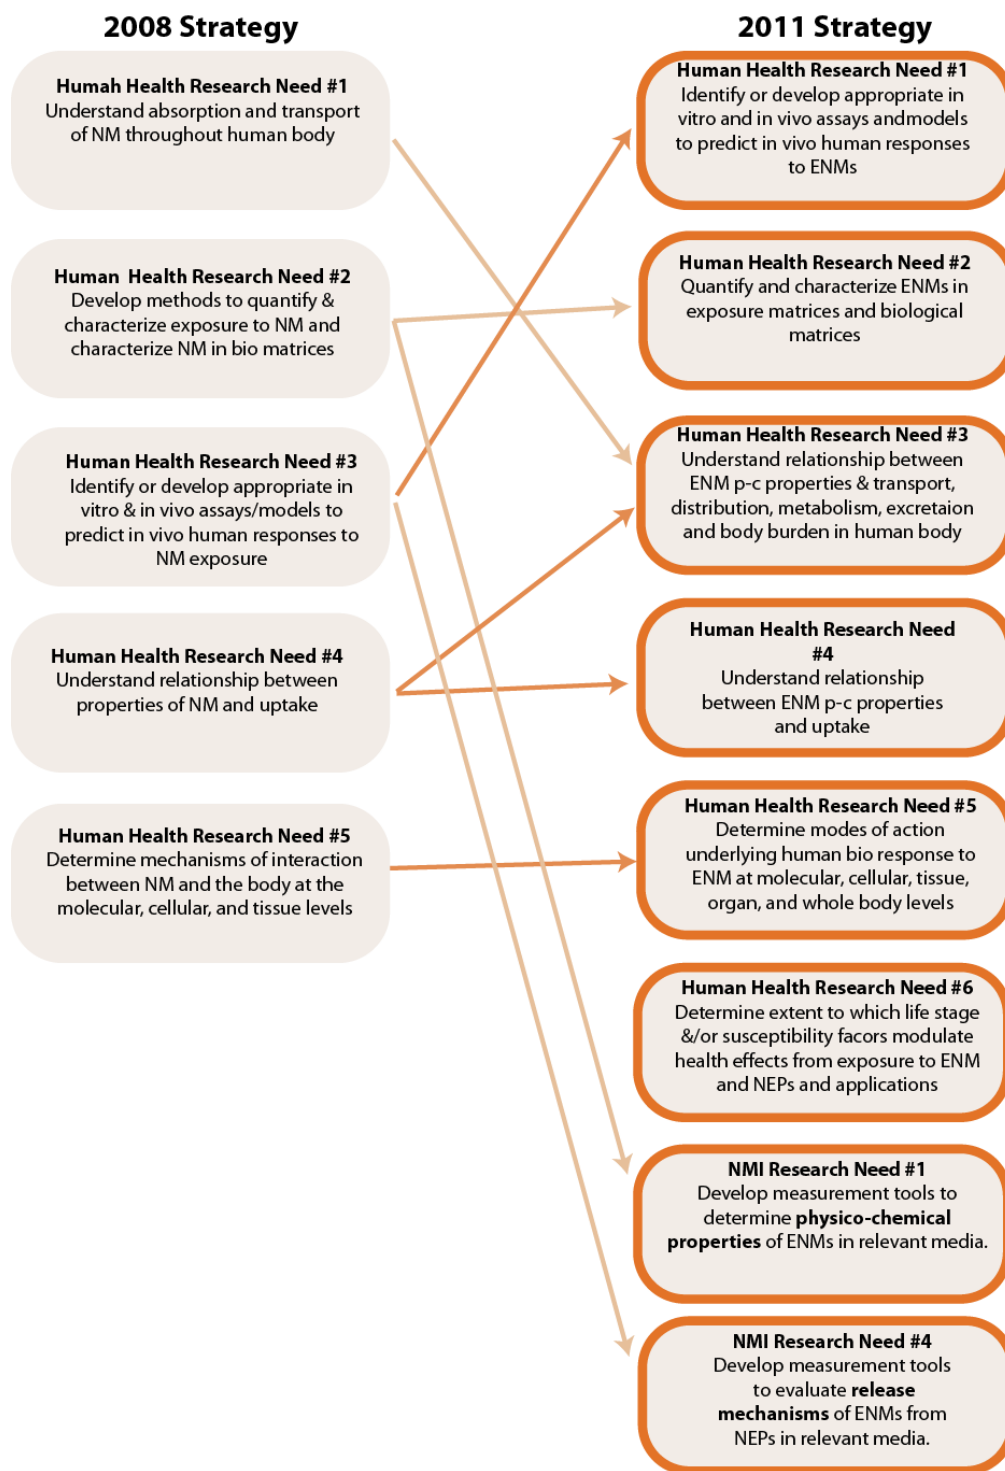 2008 Strategy
Humah Health Research Need #1
Understand absorption and transport
of NM throughout human body
Human Health Research Need #2
Develop methods to quantify &
characterize exposure to NM and
characterize NM in bio matrices
Human Health Research Need #3
Identify or develop appropriate in
vitro & in vivo assays/models to
predict in vivo human responses to
NM exposure
Human Health Research Need #4
Understand relationship between
properties of NM and uptake
Human Health Research Need #5
Determine mechanisms of interaction
between NM and the body at the
molecular, cellular, and tissue levels
2011 Strategy
Human Health Research Need #1
Identify or develop appropriate in
vitro and in vivo assays andmodels
to predict in vivo human responses
to ENMs
Human Health Research Need #2
Quantify and characterize ENMs in
exposure matrices and biological
matrices
Human Health Research Need #3
Understand relationship between
ENM p-c properties & transport,
distribution, metabolism, excretaion
and body burden in human body
Human Health Research Need
#4
Understand relationship
between ENM p-c properties
and uptake
Human Health Research Need #5
Determine modes of action
underlying human bio response to
ENM at molecular, cellular, tissue,
organ, and whole body levels
Human Health Research Need #6
Determine extent to which life stage
&/or susceptibility facors modulate
health effects from exposure to ENM
and NEPs and applications
NMI Research Need #1
Develop measurement tools to
determine physico-chemical
properties of ENMs in relevant media.
NMI Research Need #4
Develop measurement tools
to evaluate release
mechanisms of ENMs from
NEPs in relevant media.